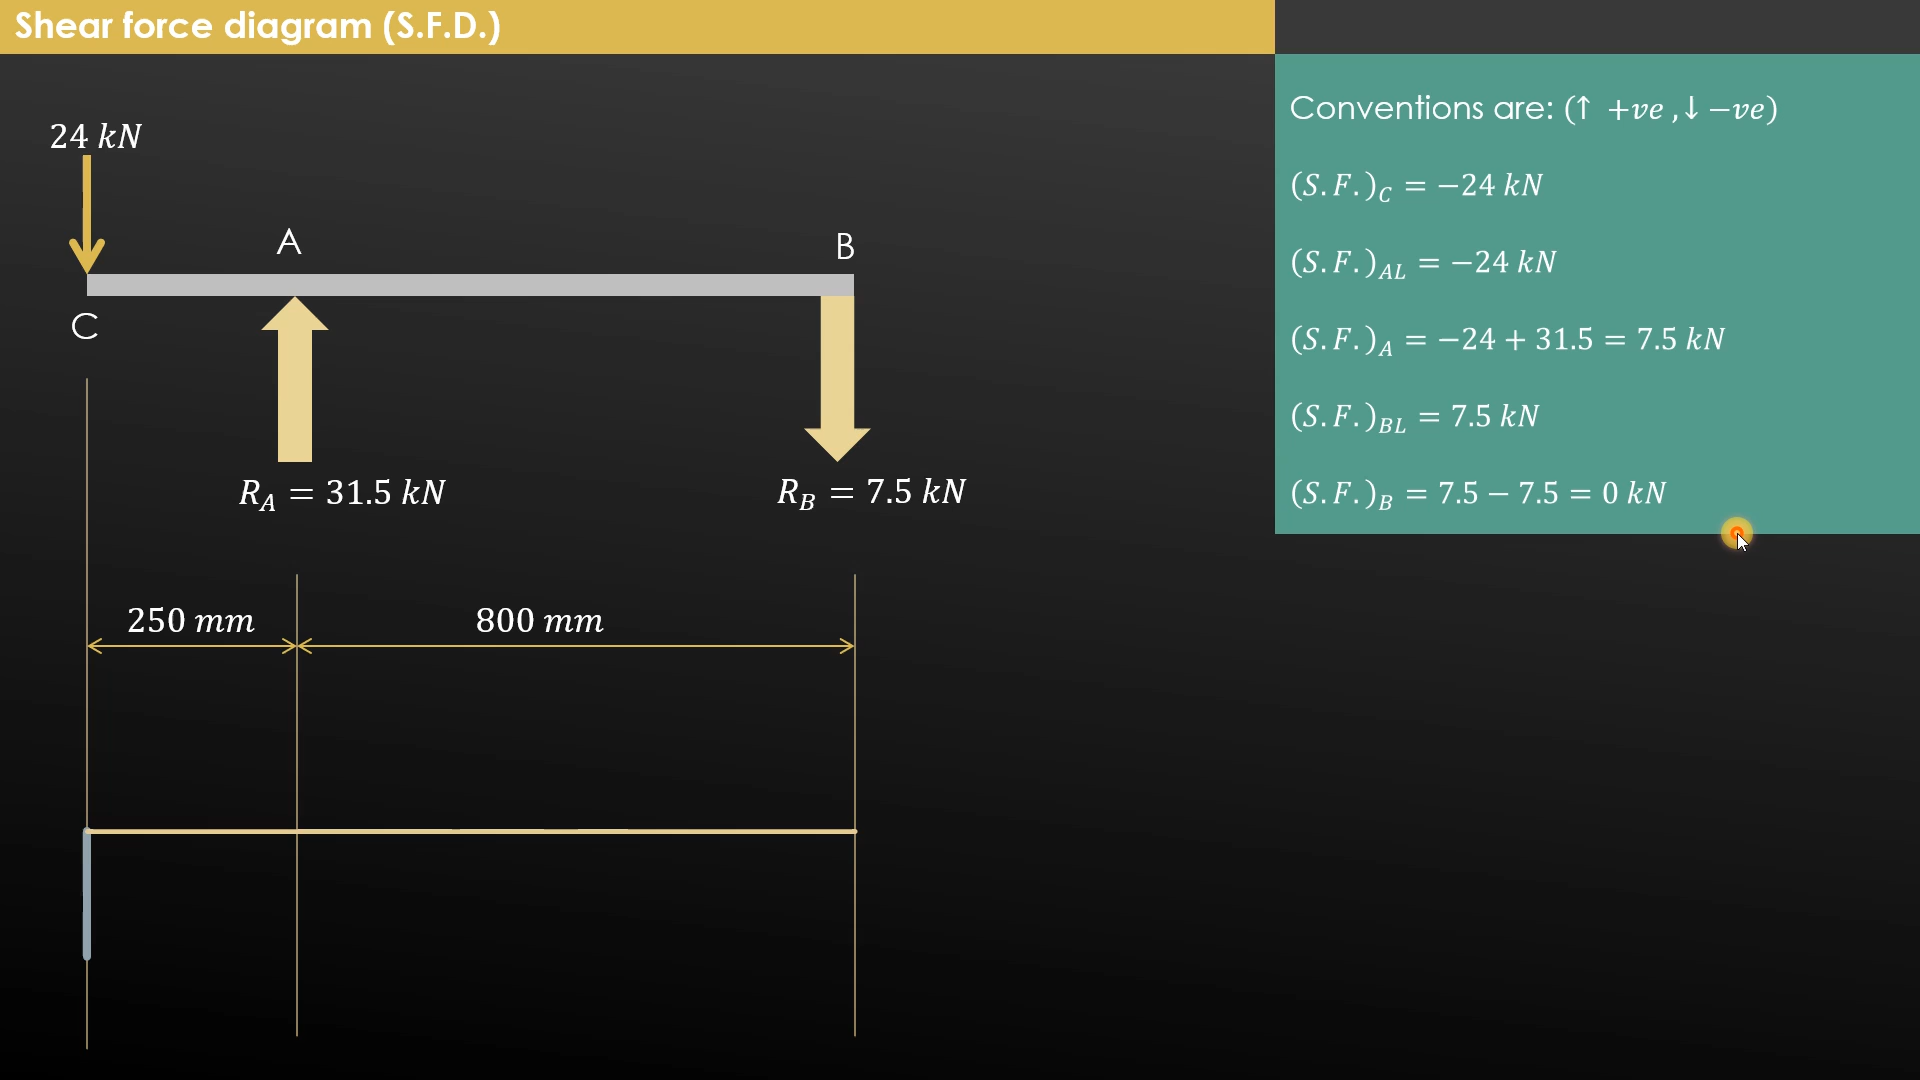 Shear force diagram (S.F.D.)
Conventions are: (↑ +ve ,↓ −ve)
24 kN
(S.F.)_C = −24 kN
A
B
(S.F.)_AL = −24 kN
C
(S.F.)_A = −24 + 31.5 = 7.5 kN
(S.F.)_BL = 7.5 kN
R_A = 31.5 kN
R_B = 7.5 kN
(S.F.)_B = 7.5 − 7.5 = 0 kN
250 mm
800 mm